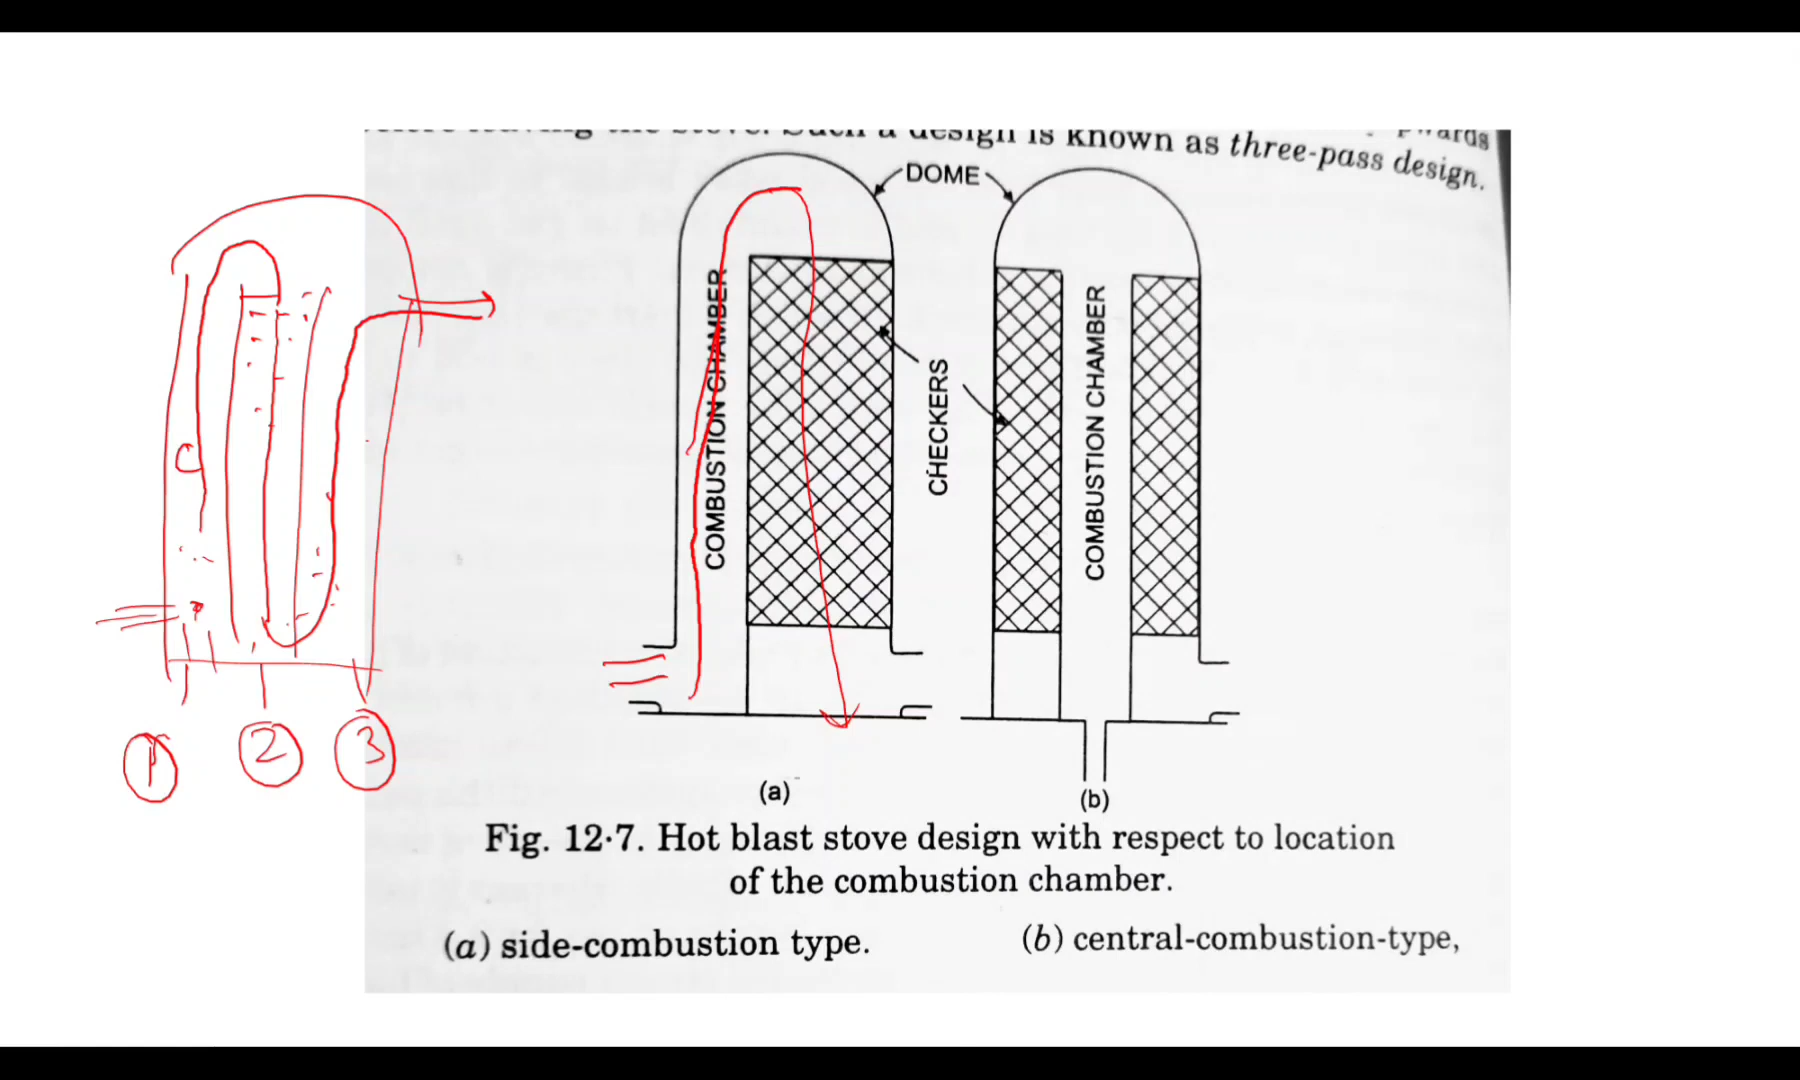 design is known as three-pass design.
DOME
COMBUSTION CHAMBER
CHECKERS
COMBUSTION CHAMBER
C
1
2
3
(a)
(b)
Fig. 12·7. Hot blast stove design with respect to location
of the combustion chamber.
(a) side-combustion type.
(b) central-combustion-type,